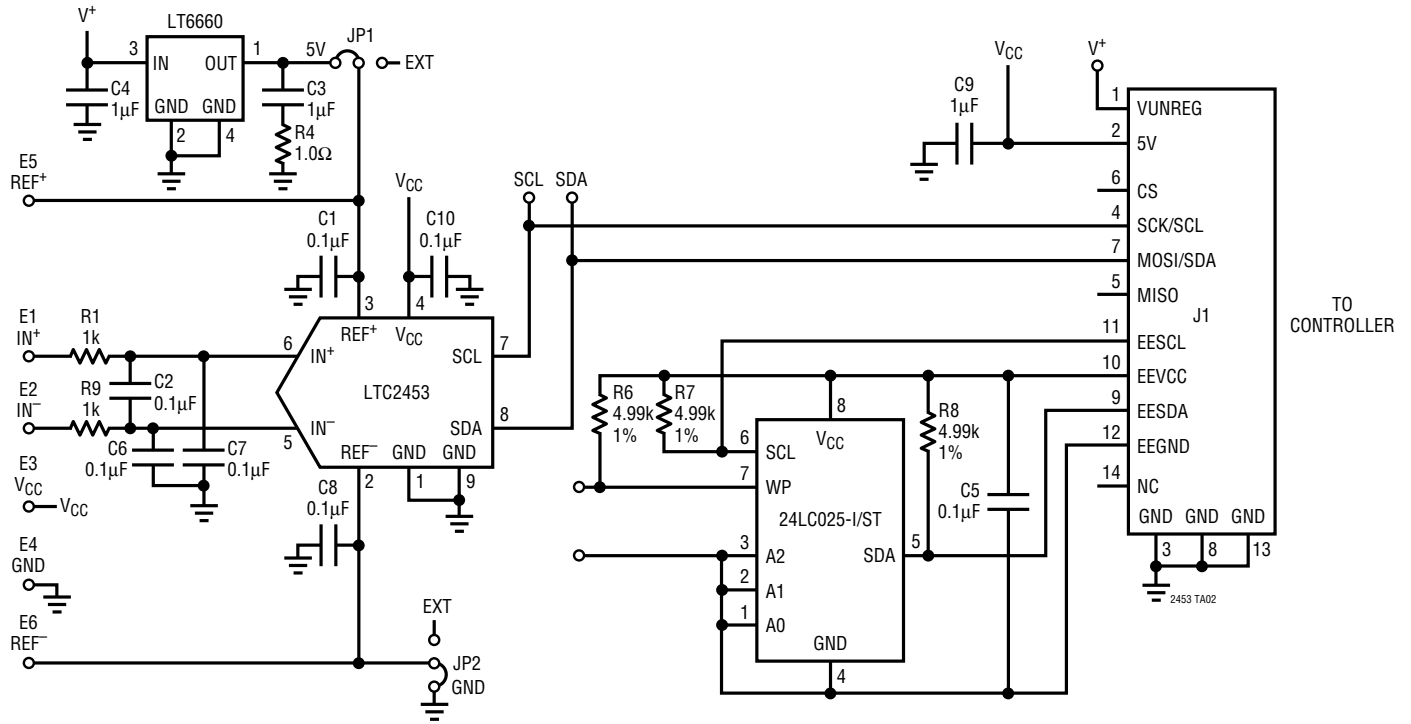 V+
LT6660
3
IN
OUT
1
5V
JP1
EXT
C4
1µF
GND
GND
2
4
C3
1µF
R4
1.0Ω
E5
REF+
C1
0.1µF
VCC
C10
0.1µF
SCL
SDA
3
4
E1
IN+
R1
1k
6
IN+
REF+
VCC
SCL
7
LTC2453
E2
IN–
R9
1k
C2
0.1µF
5
IN–
REF–
GND
GND
SDA
8
2
1
9
C6
0.1µF
C7
0.1µF
E3
VCC
VCC
C8
0.1µF
E4
GND
E6
REF–
EXT
JP2
GND
VCC
V+
C9
1µF
1
VUNREG
2
5V
6
CS
4
SCK/SCL
7
MOSI/SDA
5
MISO
J1
11
EESCL
10
EEVCC
9
EESDA
12
EEGND
14
NC
GND
GND
GND
3
8
13
TO
CONTROLLER
R6
4.99k
1%
R7
4.99k
1%
R8
4.99k
1%
8
VCC
6
SCL
7
WP
24LC025-I/ST
3
A2
2
A1
1
A0
SDA
5
GND
4
C5
0.1µF
2453 TA02